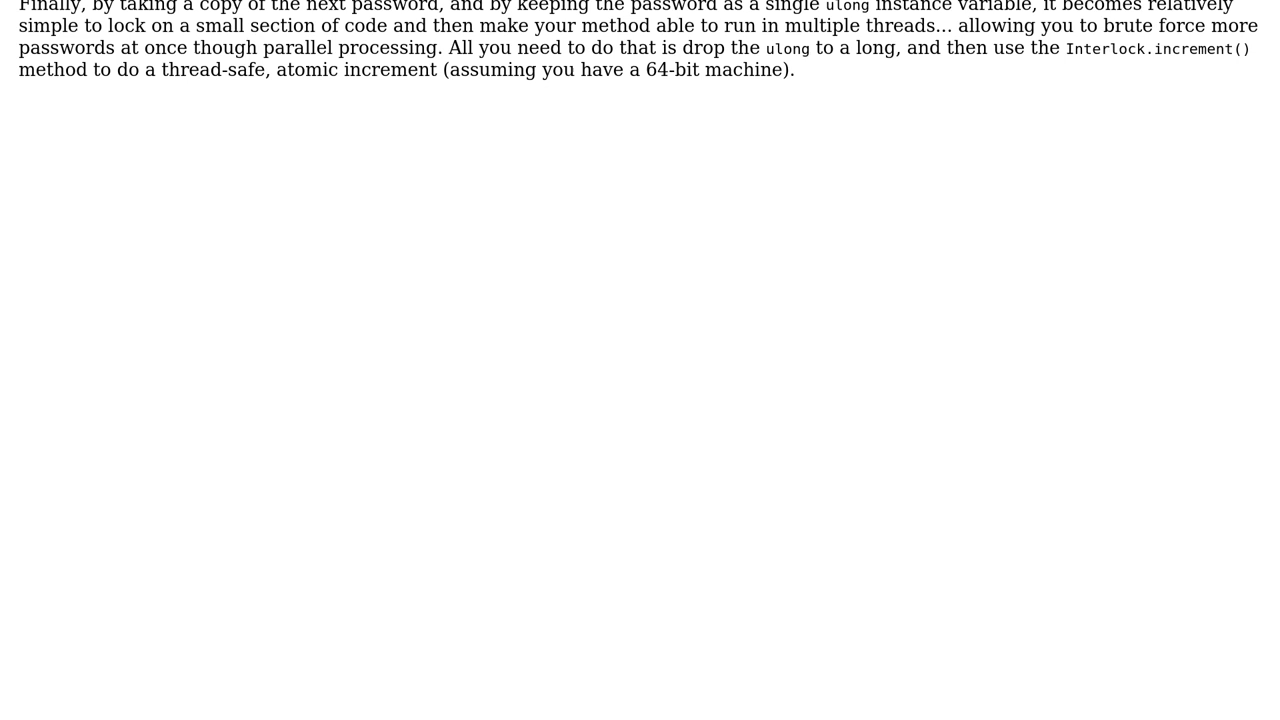 Finally, by taking a copy of the next password, and by keeping the password as a single ulong instance variable, it becomes relatively
simple to lock on a small section of code and then make your method able to run in multiple threads... allowing you to brute force more
passwords at once though parallel processing. All you need to do that is drop the ulong to a long, and then use the Interlock.increment()
method to do a thread-safe, atomic increment (assuming you have a 64-bit machine).